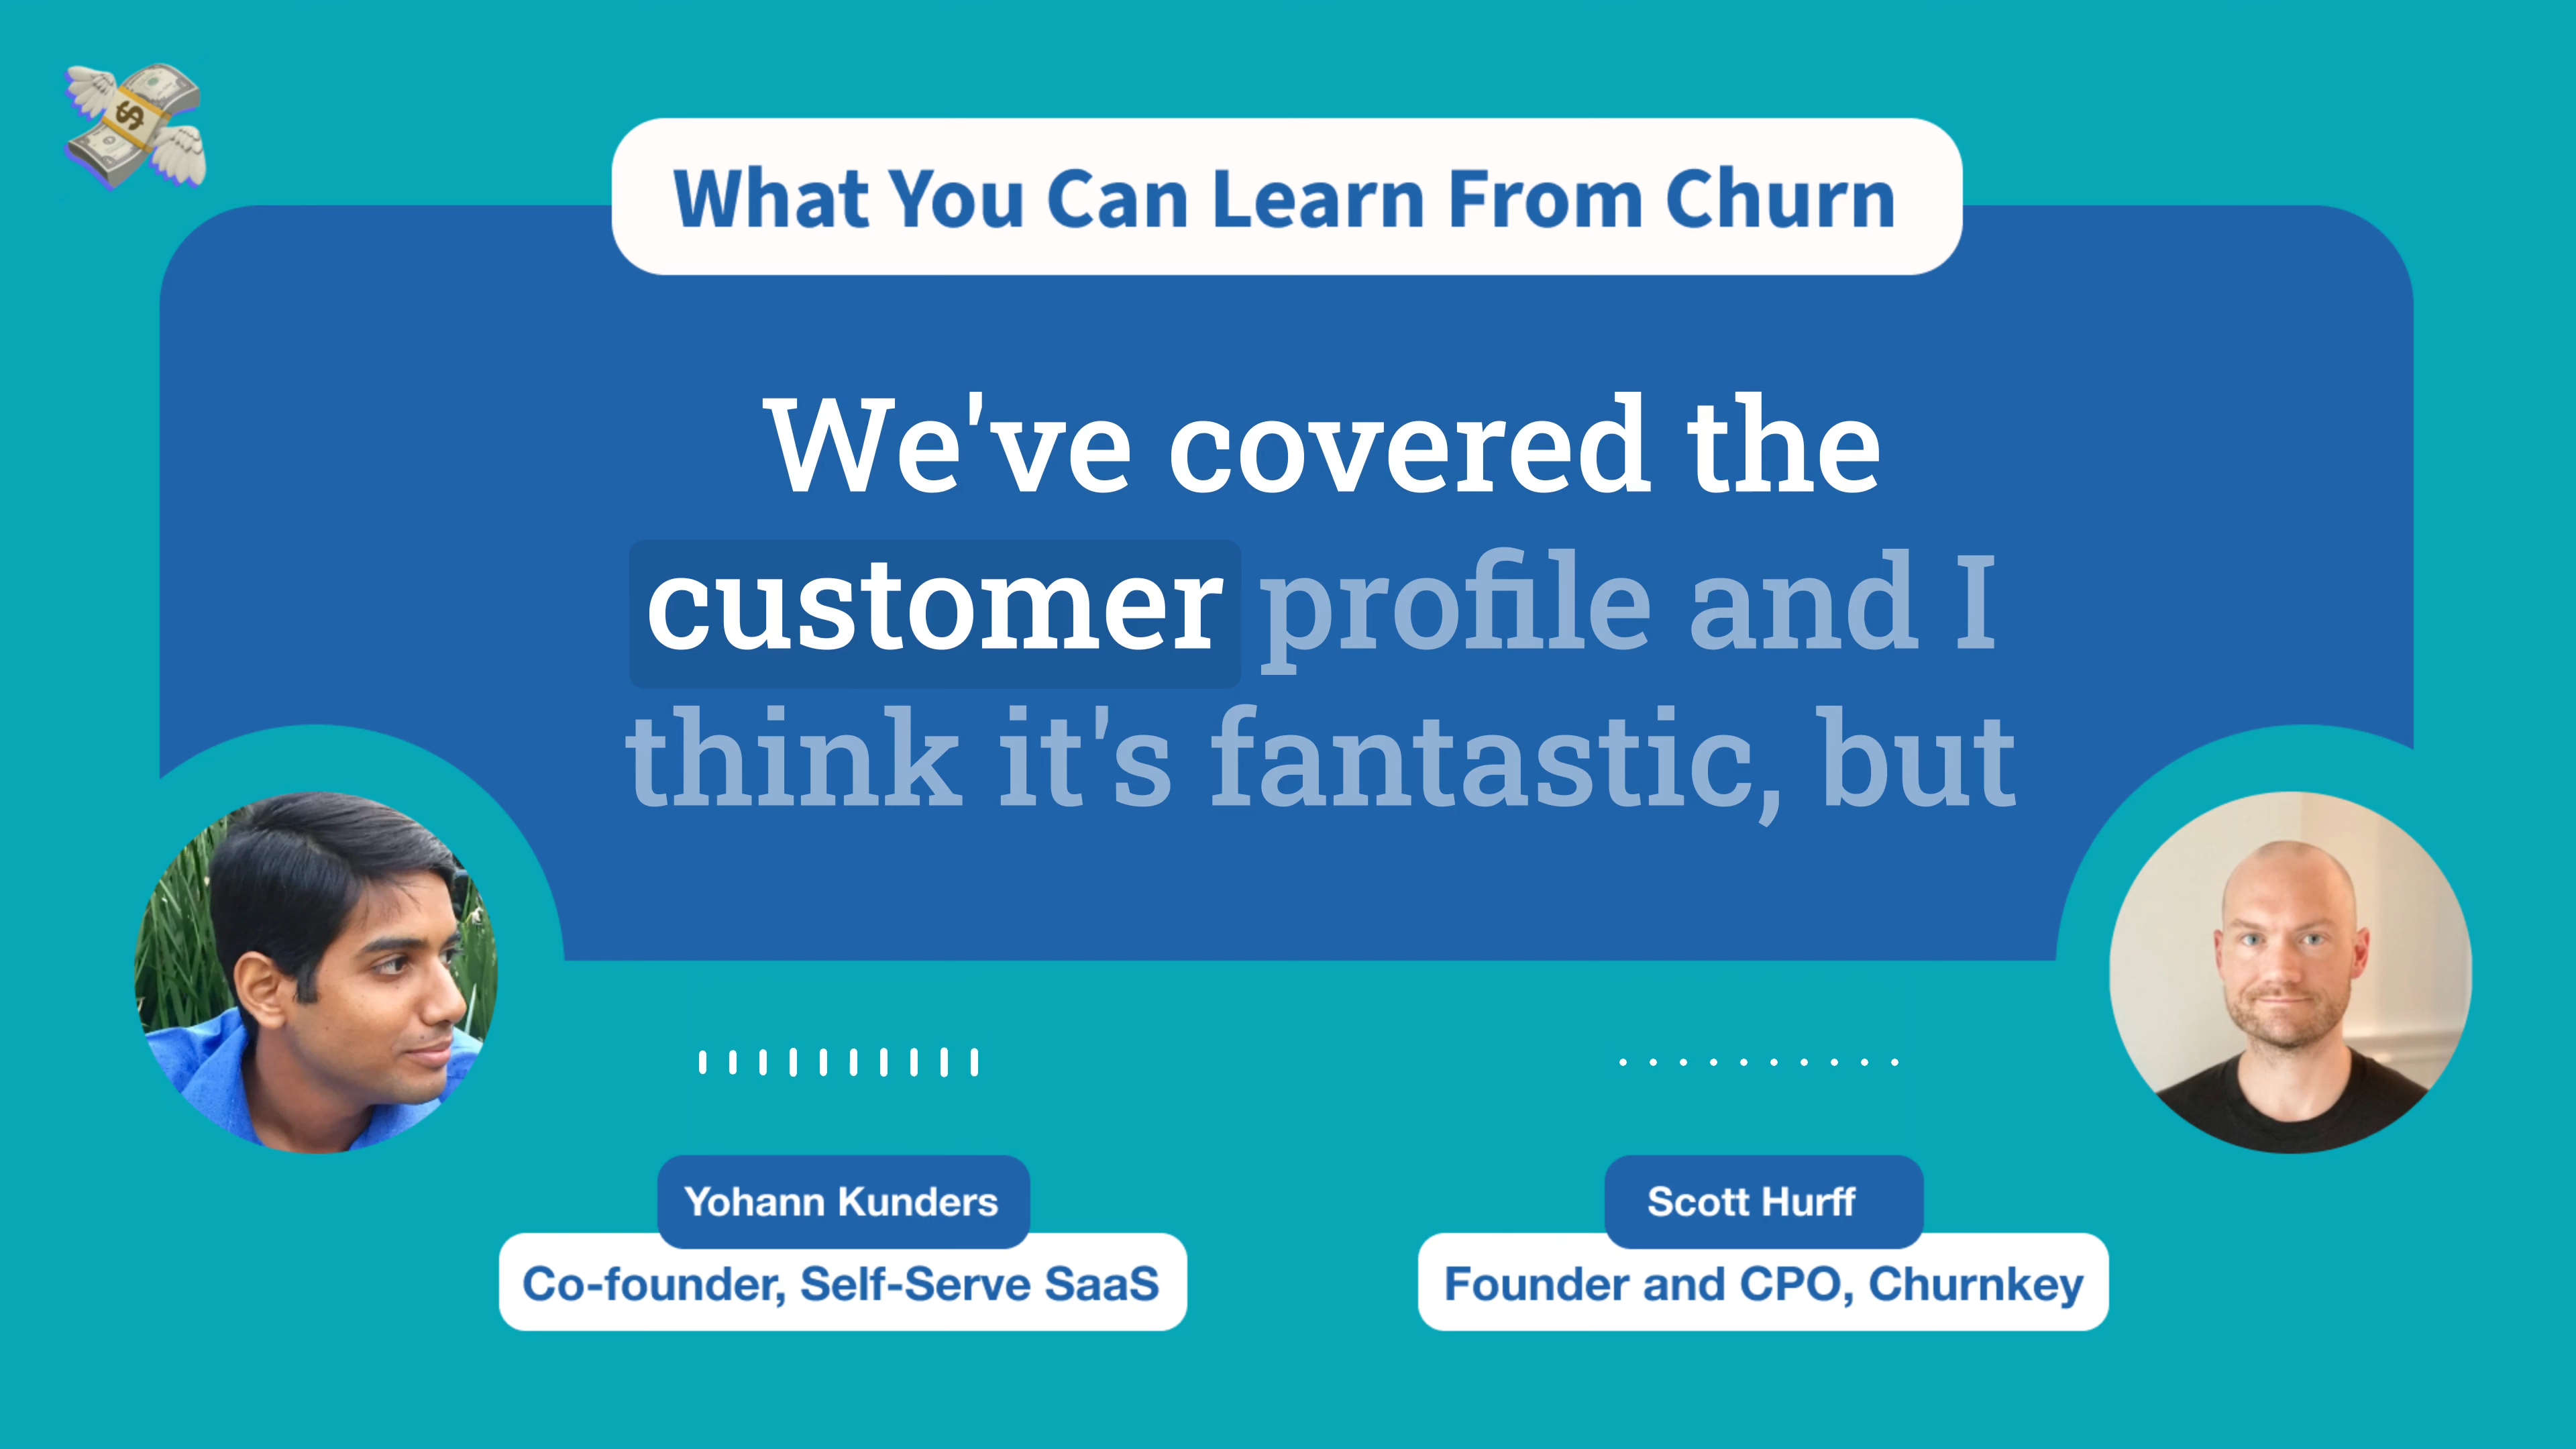 What You Can Learn From Churn
We've covered the
customer profile and I
think it's fantastic, but
Yohann Kunders
Co-founder, Self-Serve SaaS
Scott Hurff
Founder and CPO, Churnkey